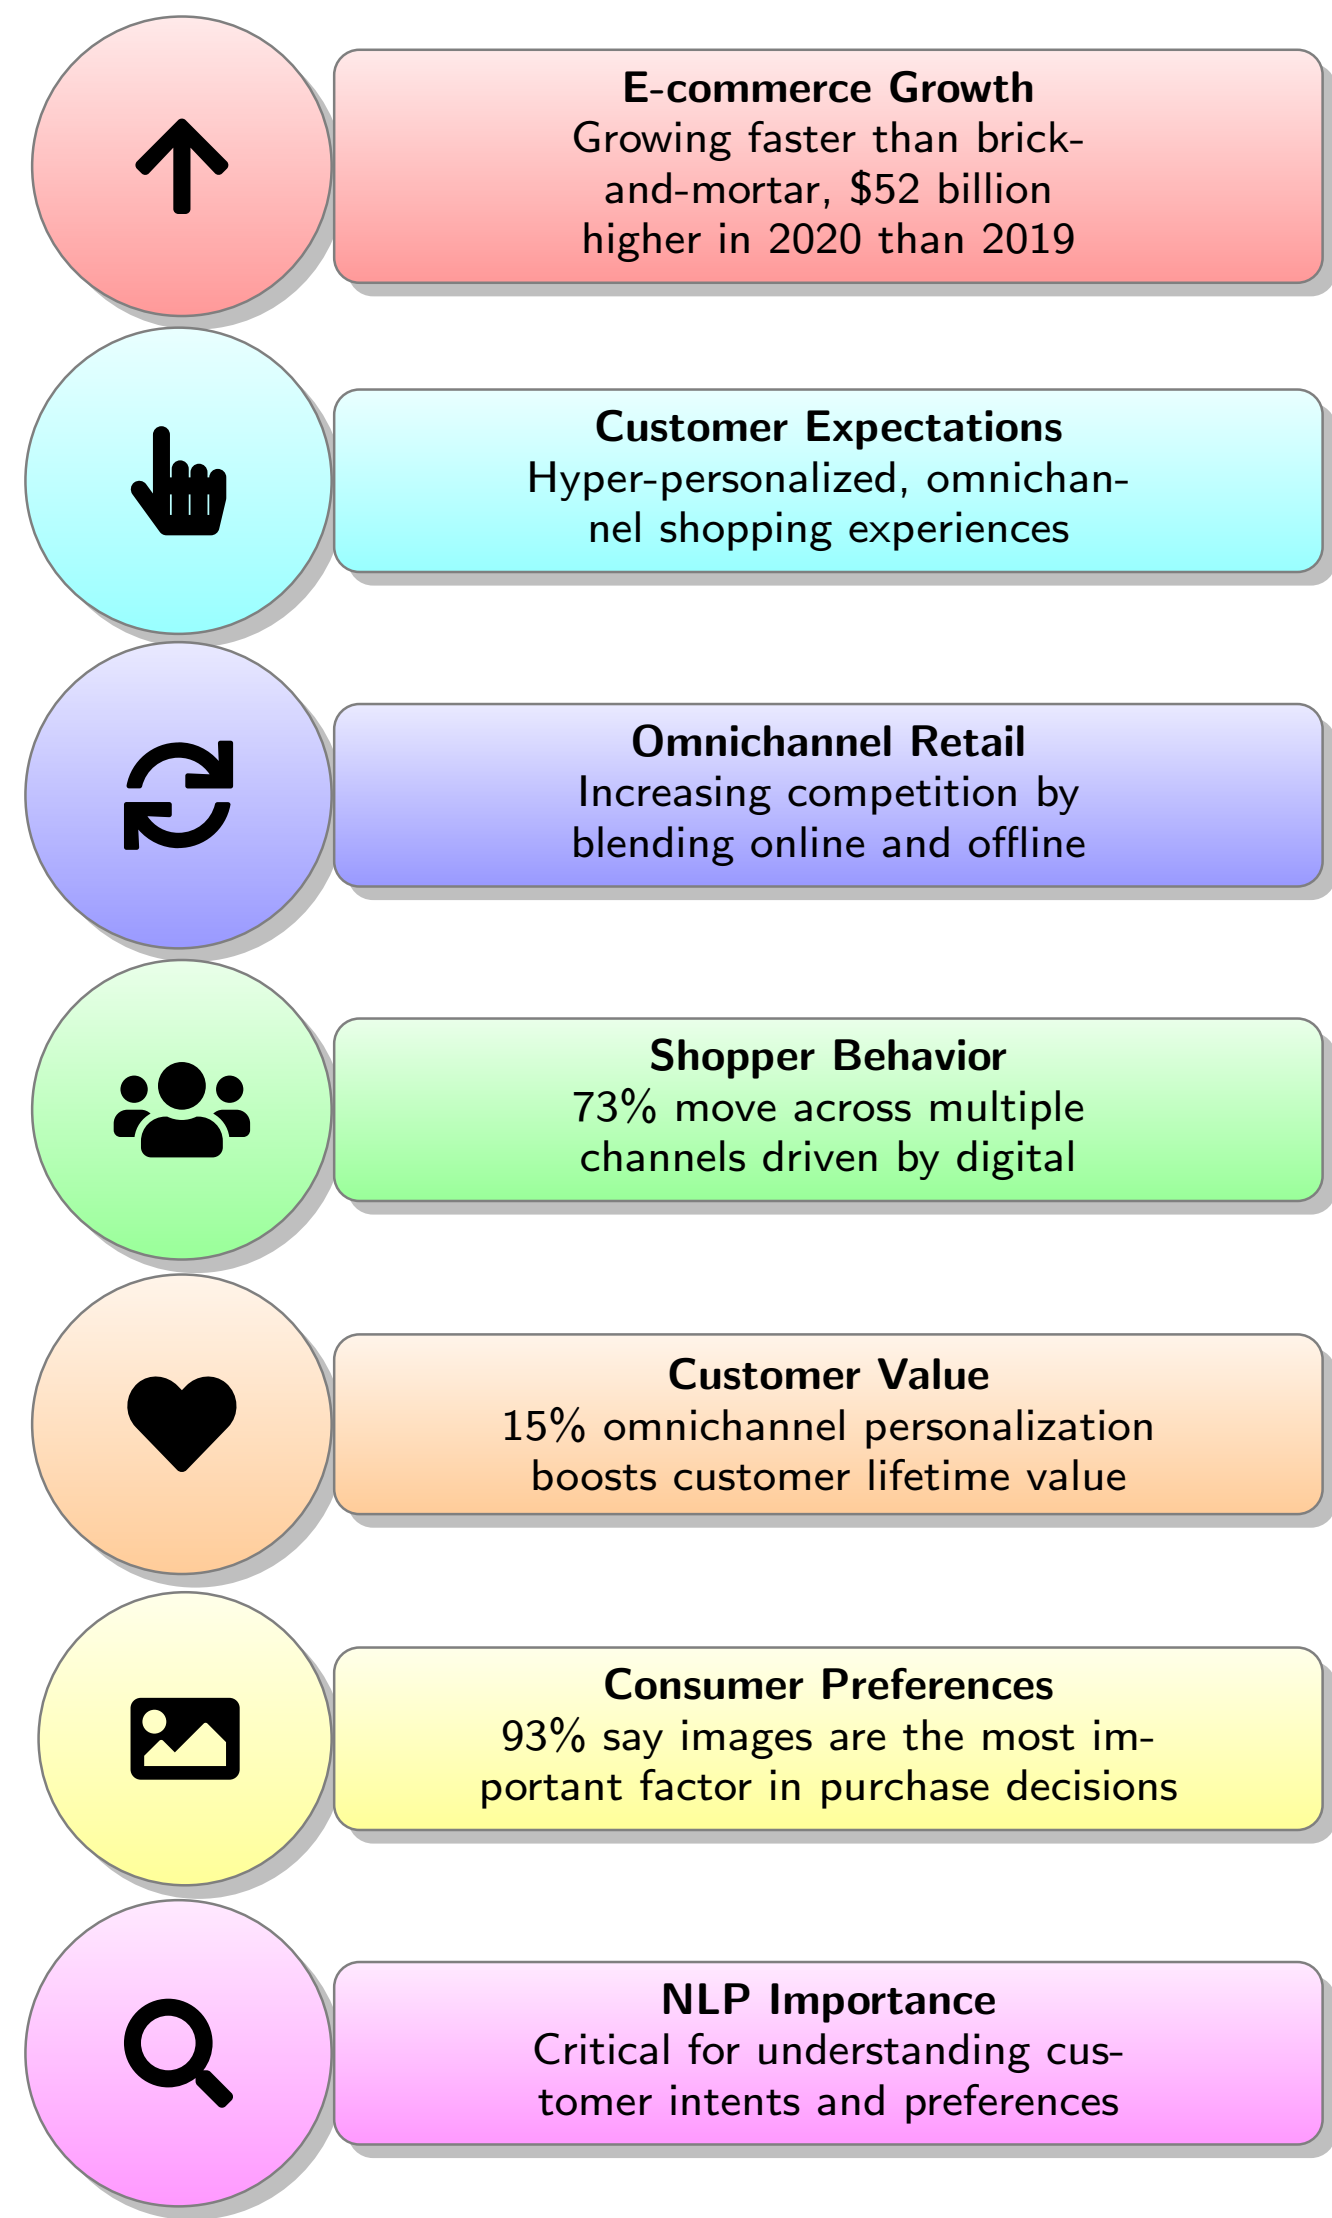 E-commerce Growth
Growing faster than brick-
and-mortar, $52 billion
higher in 2020 than 2019
Customer Expectations
Hyper-personalized, omnichan-
nel shopping experiences
Omnichannel Retail
Increasing competition by
blending online and offline
Shopper Behavior
73% move across multiple
channels driven by digital
Customer Value
15% omnichannel personalization
boosts customer lifetime value
Consumer Preferences
93% say images are the most im-
portant factor in purchase decisions
NLP Importance
Critical for understanding cus-
tomer intents and preferences